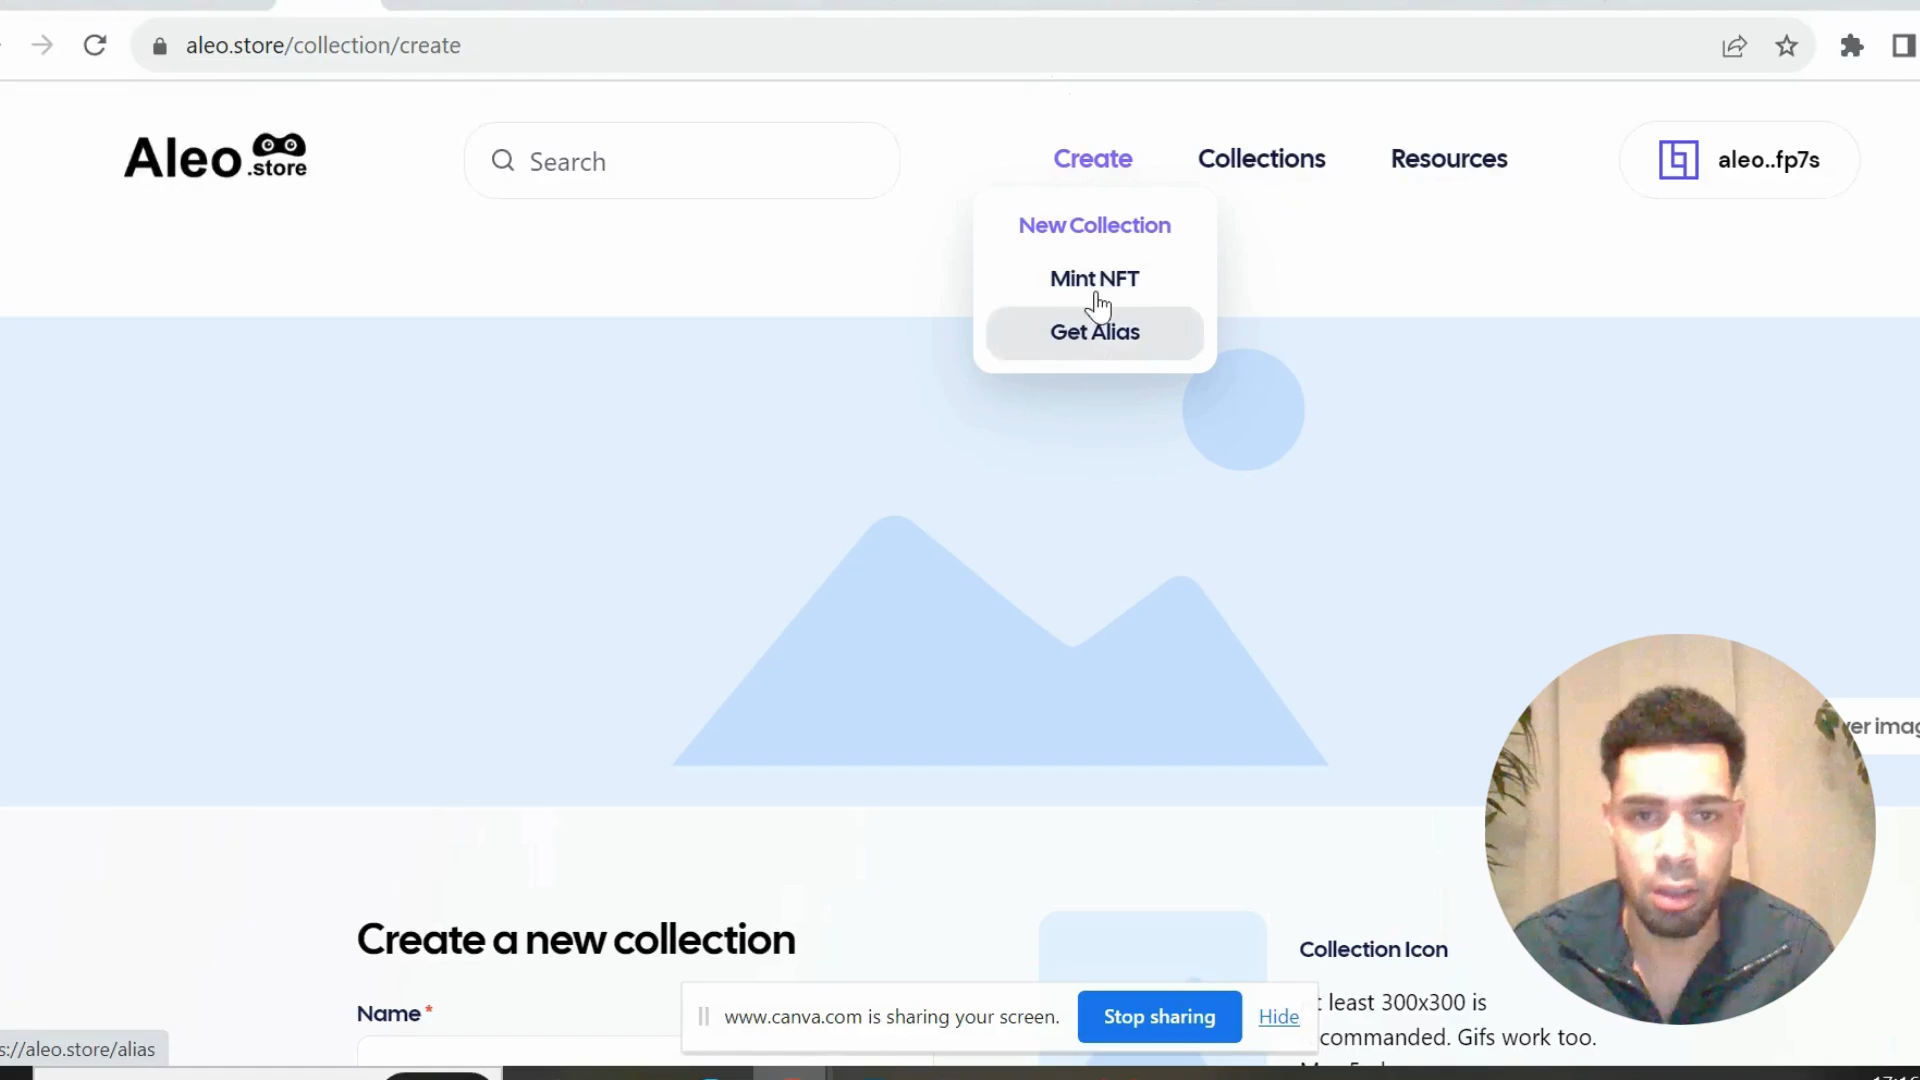 aleo.store/collection/create
Aleo.store
Search
Create
Collections
Resources
aleo..fp7s
New Collection
Mint NFT
Get Alias
Create a new collection
Name *
Collection Icon
least 300x300 is
commanded. Gifs work too.
www.canva.com is sharing your screen.
Stop sharing
Hide
s://aleo.store/alias